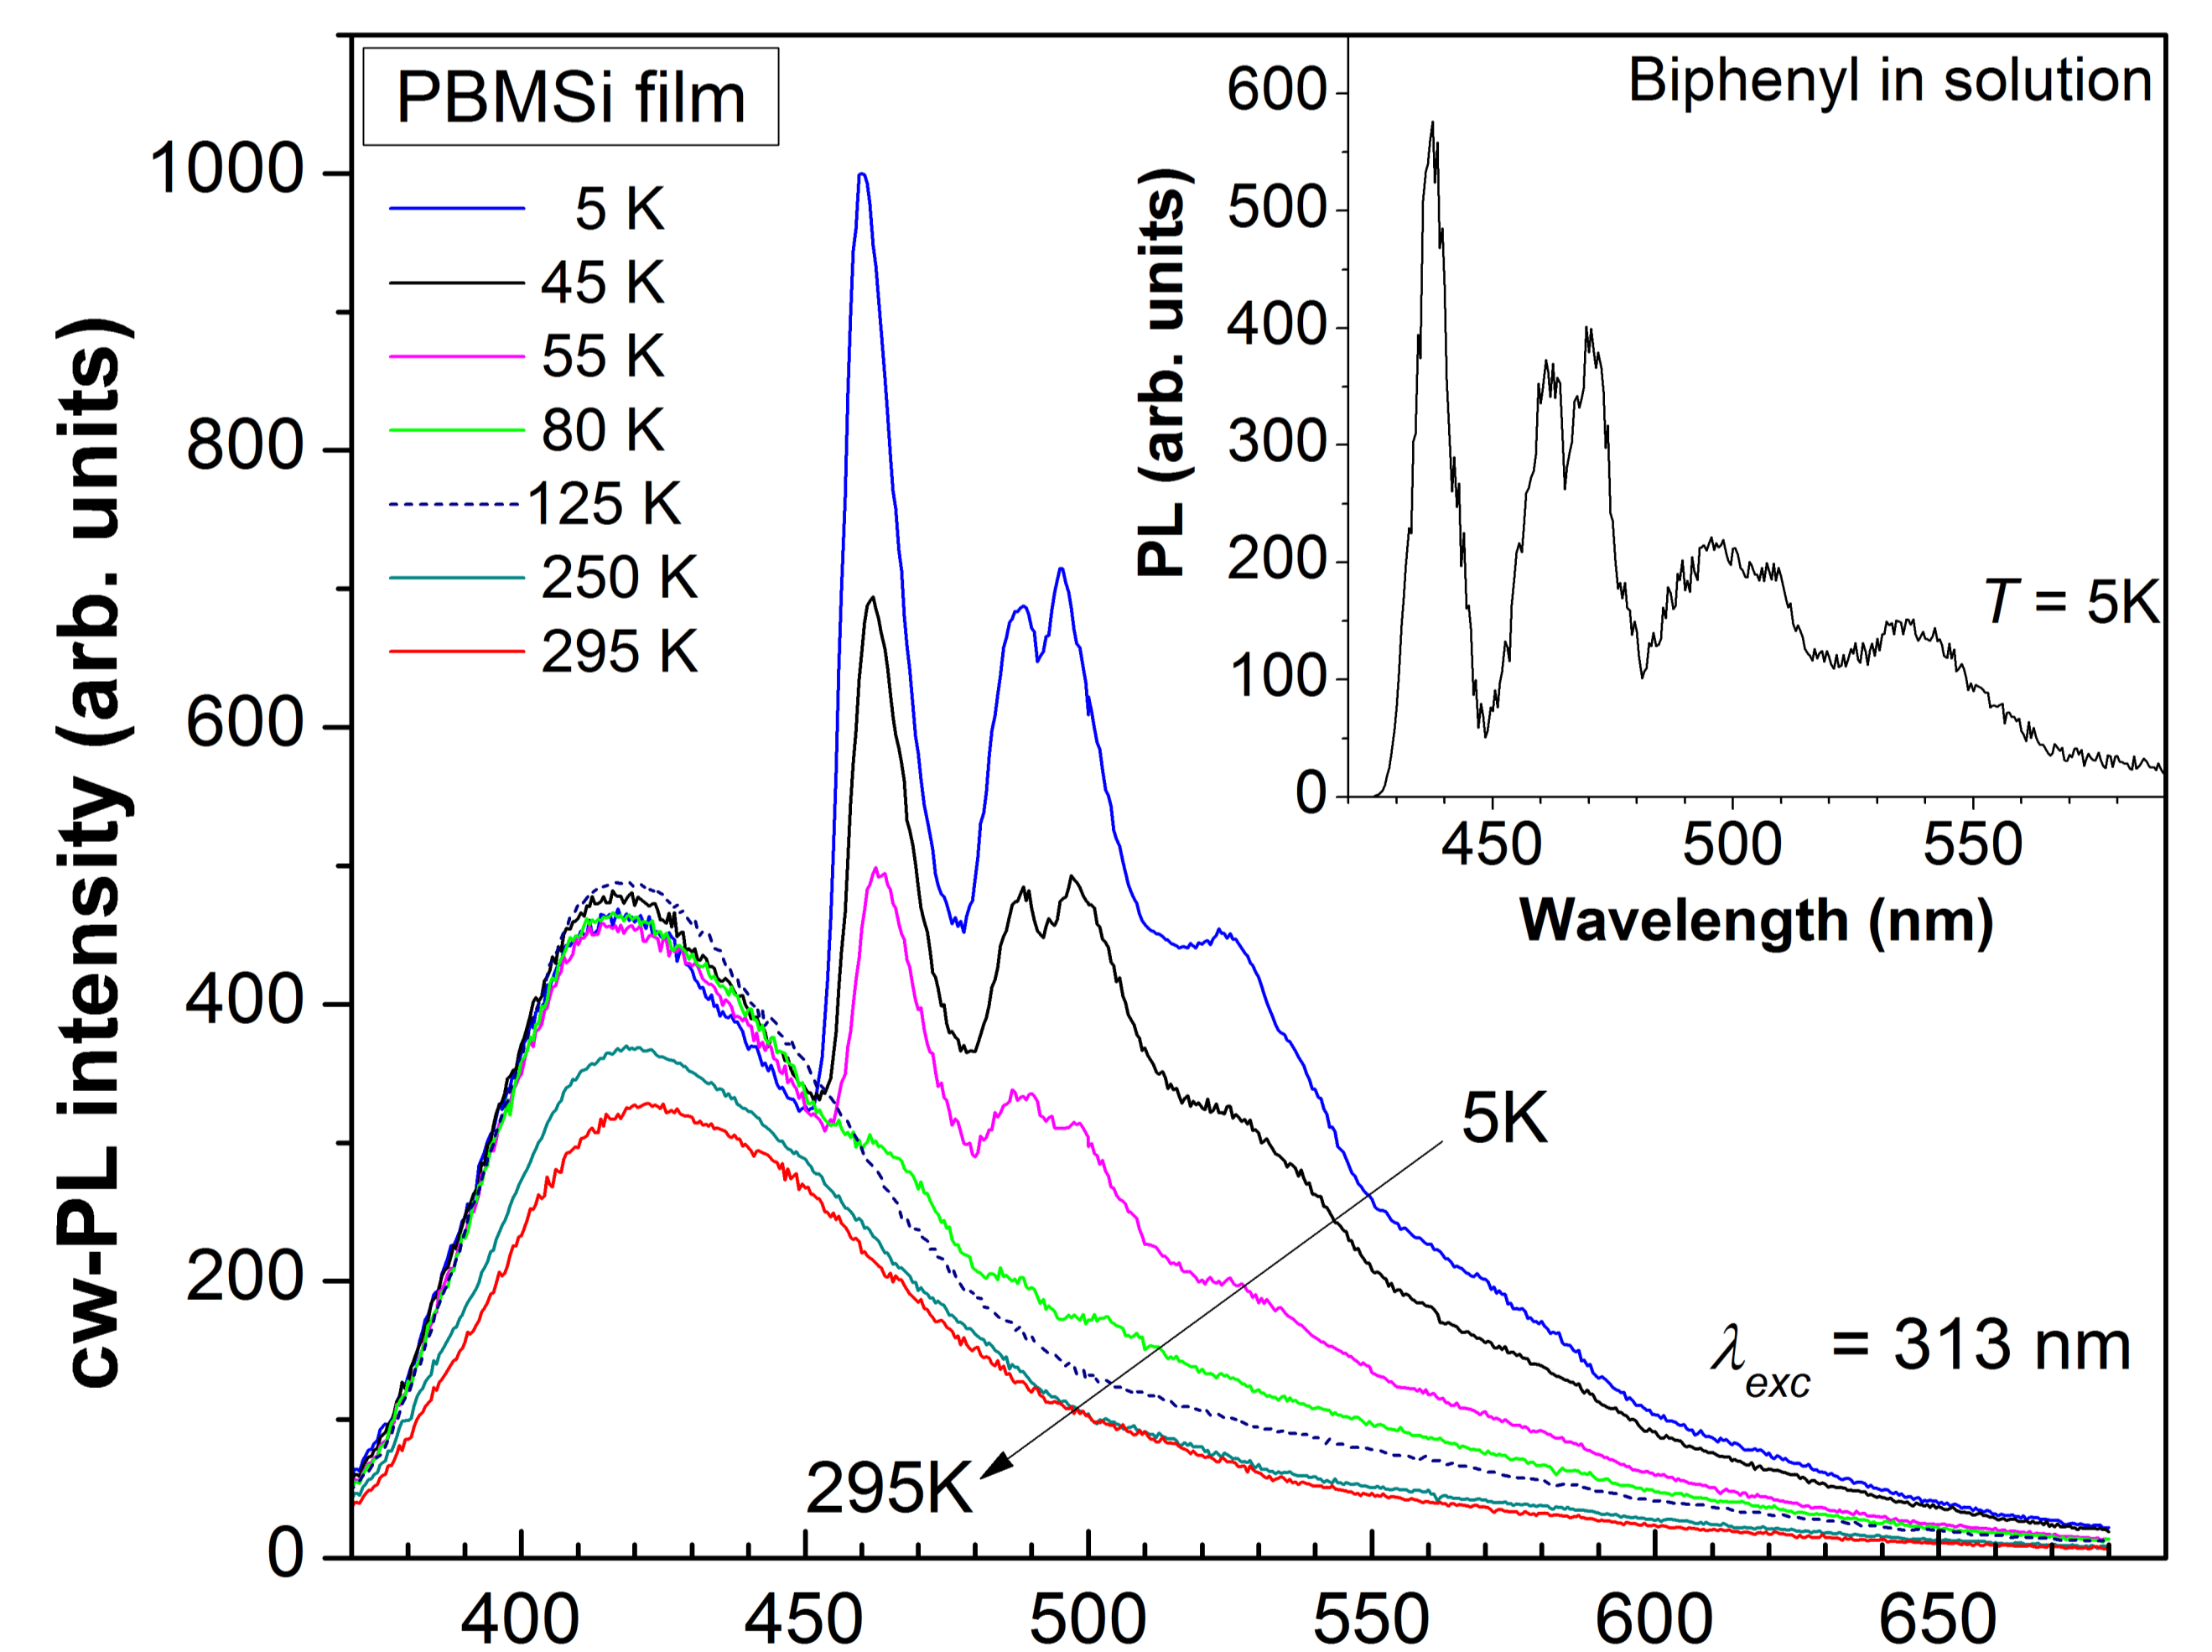 PBMSi film
5 K
45 K
55 K
80 K
125 K
250 K
295 K
cw-PL intensity (arb. units)
1000
800
600
400
200
0
400 450 500 550 600 650
5K
295K
λexc = 313 nm
Biphenyl in solution
T = 5K
PL (arb. units)
600
500
400
300
200
100
0
450 500 550
Wavelength (nm)